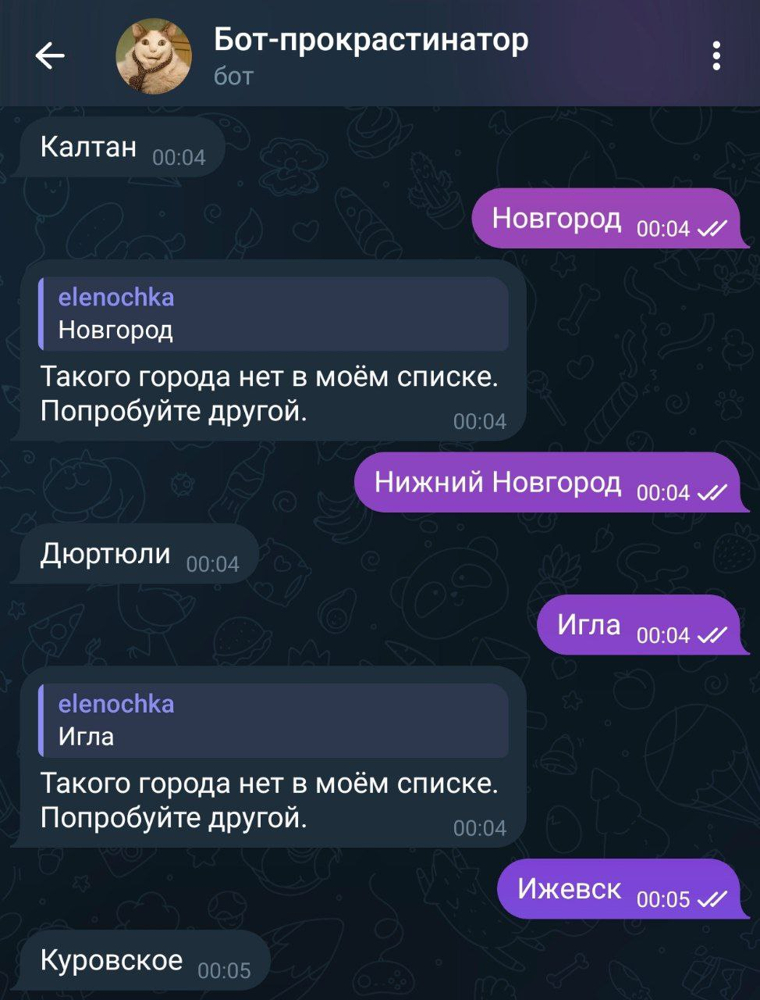 Бот-прокрастинатор
бот
Калтан 00:04
Новгород 00:04
elenochka
Новгород
Такого города нет в моём списке.
Попробуйте другой. 00:04
Нижний Новгород 00:04
Дюртюли 00:04
Игла 00:04
elenochka
Игла
Такого города нет в моём списке.
Попробуйте другой. 00:04
Ижевск 00:05
Куровское 00:05